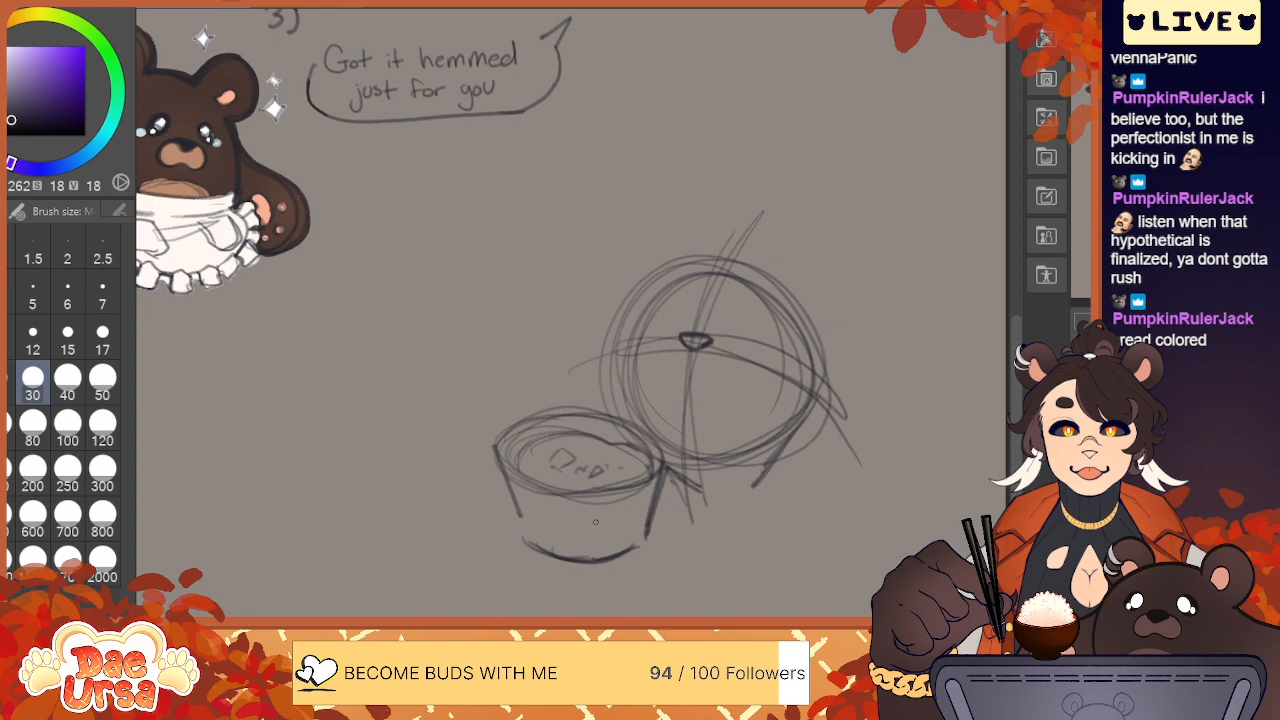 3)
Got it hemmed
just for you
262 S 18 V 18
Brush size: M
1.5 2 2.5
5 6 7
12 15 17
30 40 50
80 100 120
200 250 300
600 700 800
2000
LIVE
viennaPanic
PumpkinRulerJack i
believe too, but the
perfectionist in me is
kicking in
PumpkinRulerJack
listen when that
hypothetical is
finalized, ya dont gotta
rush
PumpkinRulerJack
read colored
Dae
Ursa
BECOME BUDS WITH ME
94 / 100 Followers